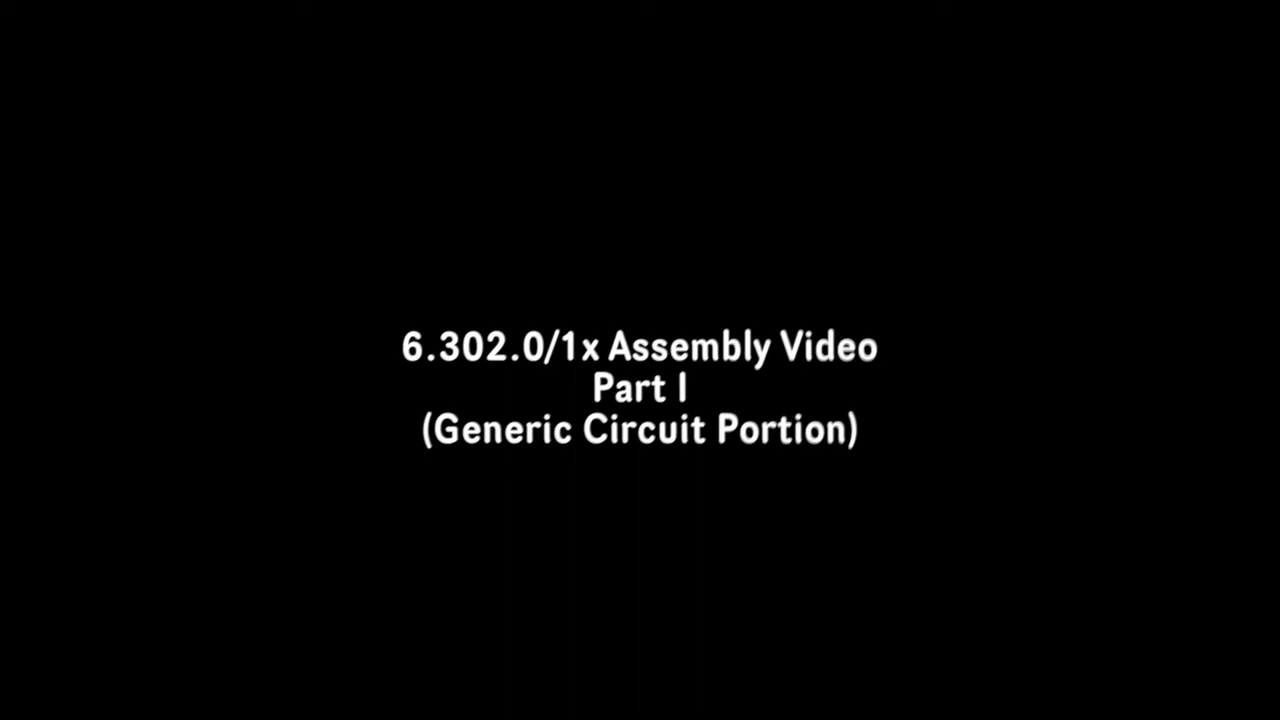 6.302.0/1x Assembly Video
Part I
(Generic Circuit Portion)